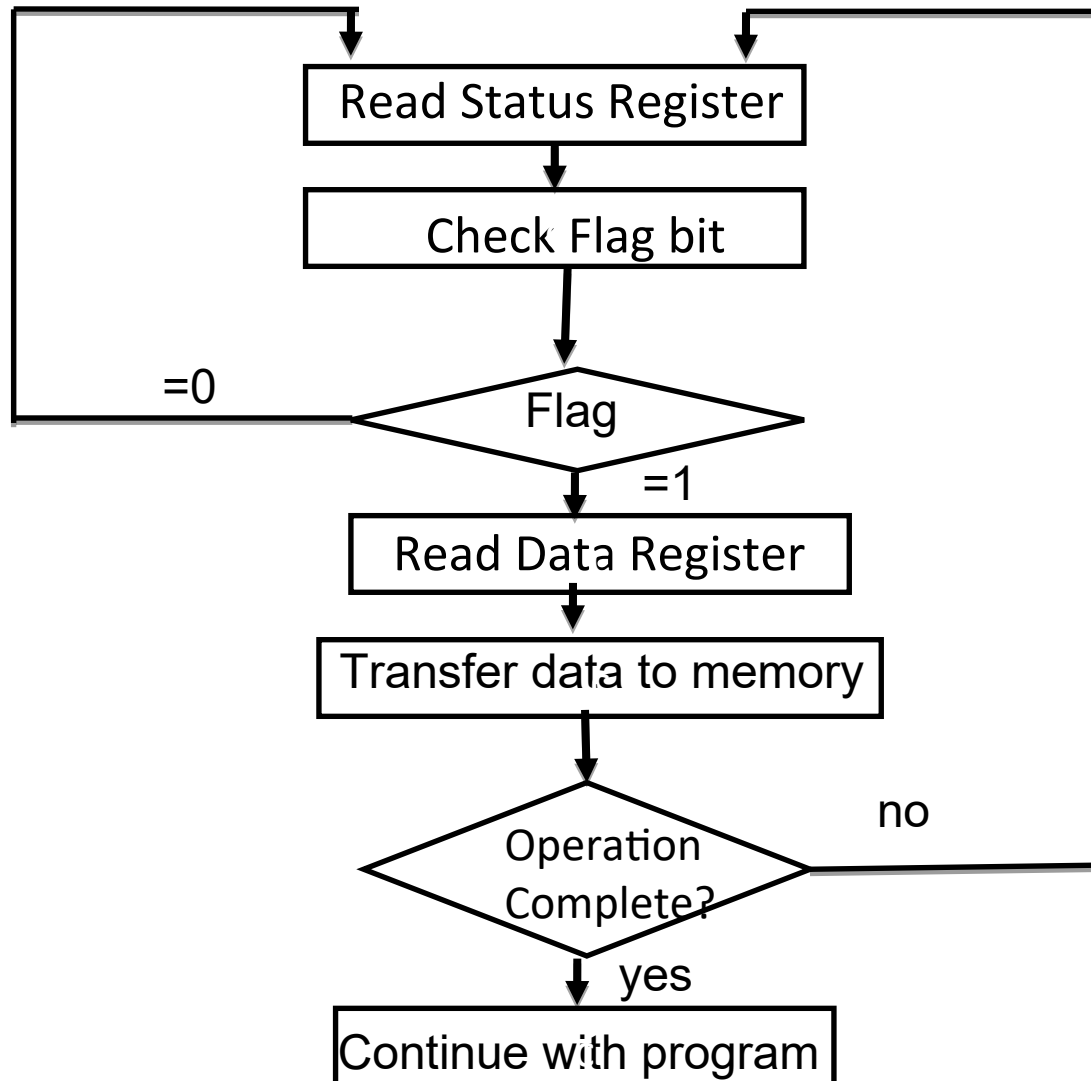 Read Status Register
Check Flag bit
=0
Flag
=1
Read Data Register
Transfer data to memory
no
Operation
Complete?
yes
Continue with program